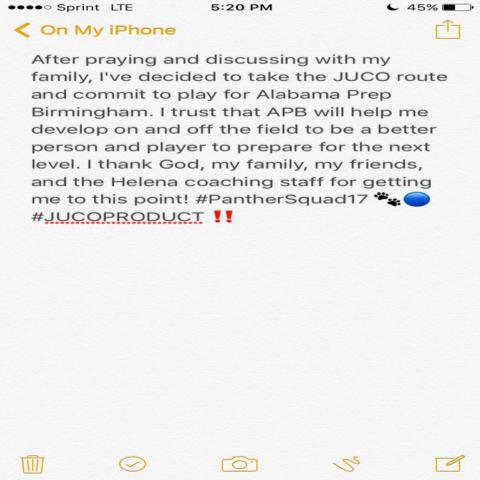 Sprint LTE 5:20 PM 45%
On My iPhone
After praying and discussing with my
family, I've decided to take the JUCO route
and commit to play for Alabama Prep
Birmingham. I trust that APB will help me
develop on and off the field to be a better
person and player to prepare for the next
level. I thank God, my family, my friends,
and the Helena coaching staff for getting
me to this point! #PantherSquad17 🐾🔵
#JUCOPRODUCT ‼️